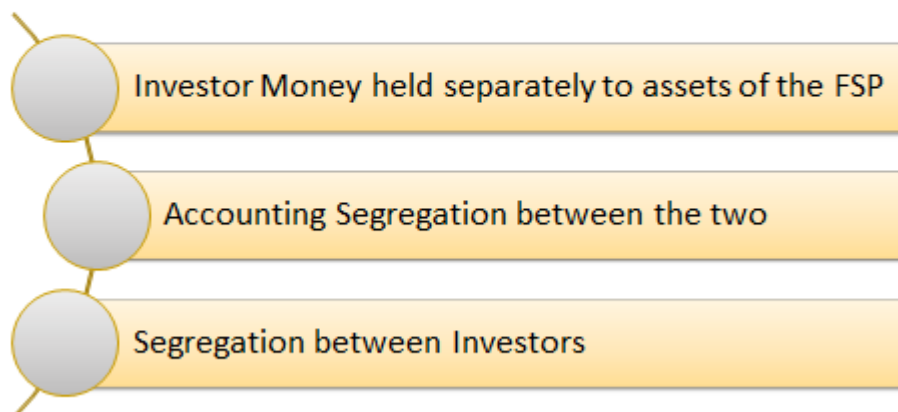 Investor Money held separately to assets of the FSP
Accounting Segregation between the two
Segregation between Investors